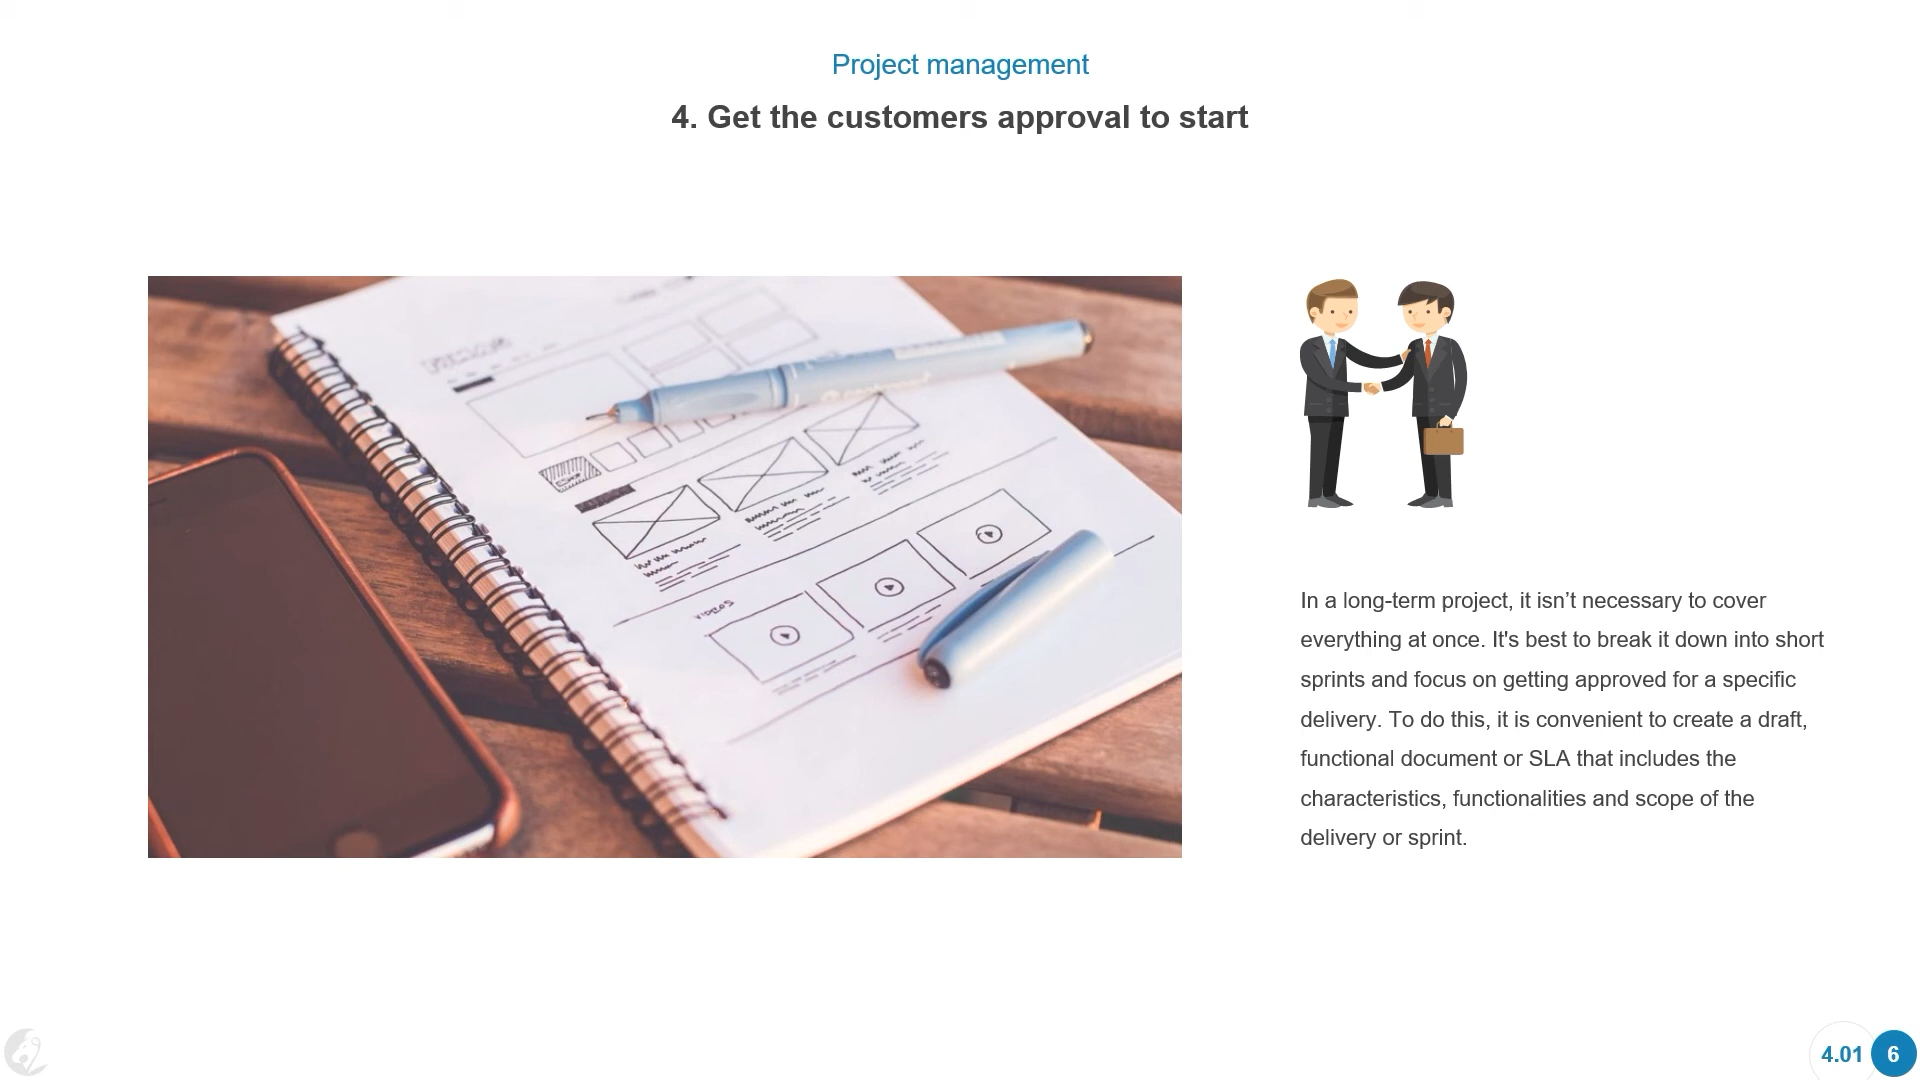 Project management
4. Get the customers approval to start
ESHOP
VIDEOS
In a long-term project, it isn’t necessary to cover
everything at once. It's best to break it down into short
sprints and focus on getting approved for a specific
delivery. To do this, it is convenient to create a draft,
functional document or SLA that includes the
characteristics, functionalities and scope of the
delivery or sprint.
4.01
6